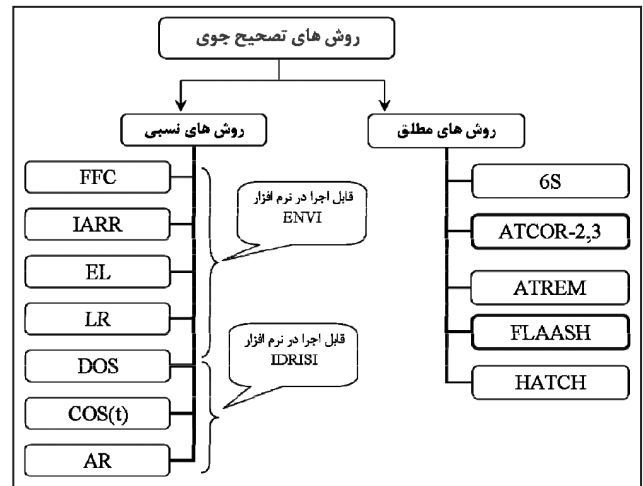 روش های تصحیح جوی
روش های مطلق
روش های نسبی
6S
ATCOR-2,3
ATREM
FLAASH
HATCH
FFC
IARR
EL
LR
DOS
COS(t)
AR
قابل اجرا در نرم افزار
ENVI
قابل اجرا در نرم افزار
IDRISI